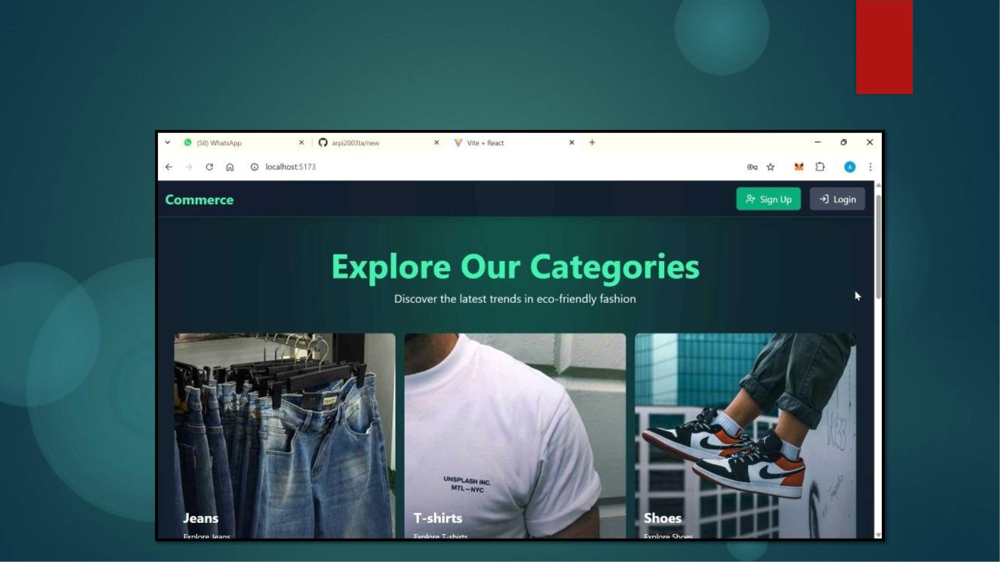 (58) WhatsApp
arpi2003ta/new
Vite + React
localhost:5173
A
Commerce
Sign Up
Login
Explore Our Categories
Discover the latest trends in eco-friendly fashion
UNSPLASH INC.
MTL—NYC
Jeans
T-shirts
Shoes
Explore Jeans
Explore T-shirts
Explore Shoes